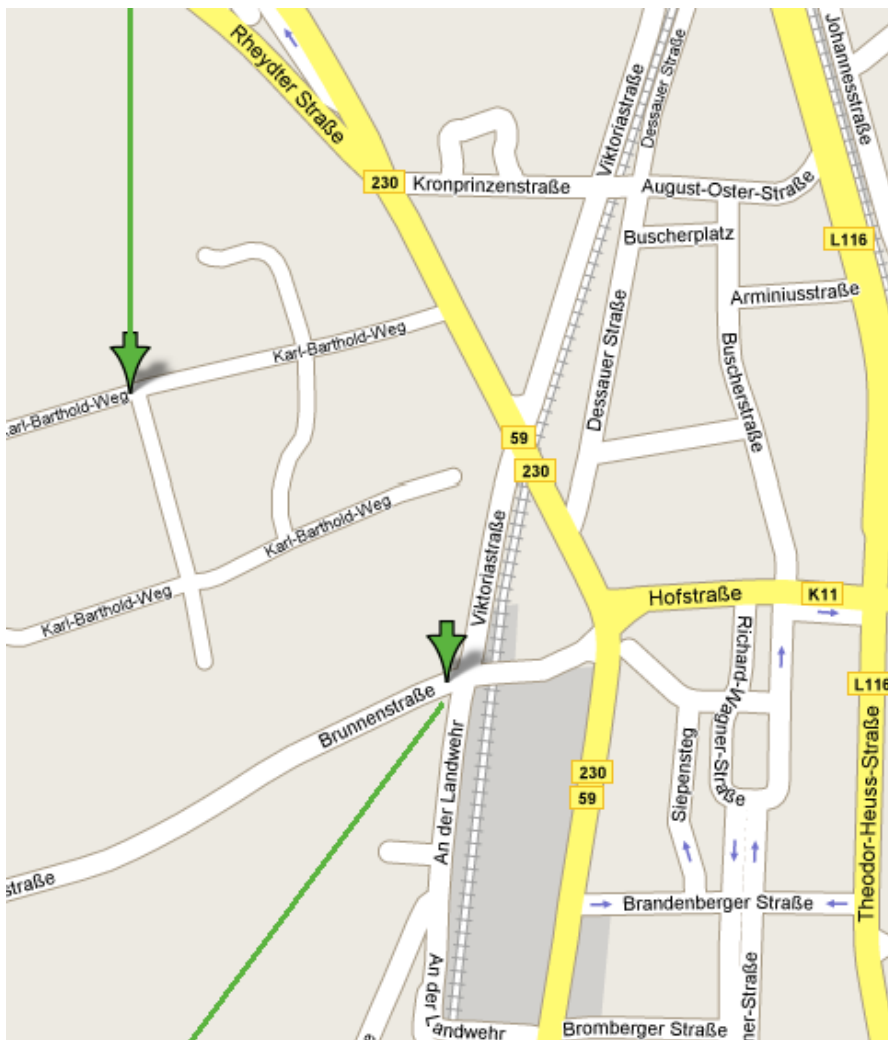 Rheydter Straße
Viktoriastraße
Dessauer Straße
Johannesstraße
230
Kronprinzenstraße
August-Oster-Straße
Buscherplatz
L116
Arminiusstraße
Karl-Barthold-Weg
Karl-Barthold-Weg
Dessauer Straße
Buscherstraße
59
230
Karl-Barthold-Weg
Viktoriastraße
Karl-Barthold-Weg
Hofstraße
K11
Richard-Wagner-Straße
L116
Brunnenstraße
An der Landwehr
230
59
Siepensteg
Theodor-Heuss-Straße
straße
Brandenberger Straße
An der Landwehr
ner-Straße
Bromberger Straße